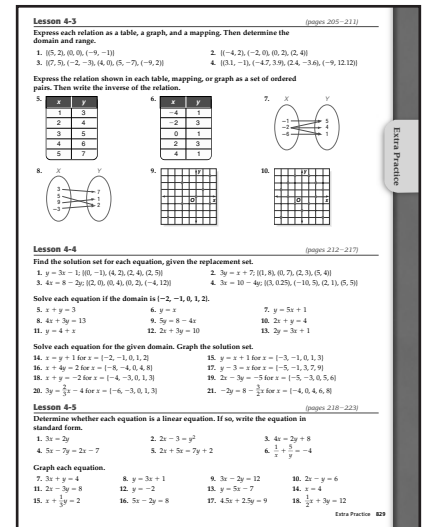 Lesson 4-3 (pages 205–211)
Express each relation as a table, a graph, and a mapping. Then determine the
domain and range.
1. {(5, 2), (0, 0), (−9, −1)} 2. {(−4, 2), (−2, 0), (0, 2), (2, 4)}
3. {(7, 5), (−2, −3), (4, 0), (5, −7), (−9, 2)} 4. {(3.1, −1), (−4.7, 3.9), (2.4, −3.6), (−9, 12.12)}
Express the relation shown in each table, mapping, or graph as a set of ordered
pairs. Then write the inverse of the relation.
5. 6. 7.
x y x y X Y
1 3 −4 1
2 4 −2 3 −1 5
3 5 0 1 −2 4
4 6 2 3 −6 1
5 7 4 1
8. 9. 10.
X Y y y
3 7
5 1
9 2
−3
O x O x
Extra Practice
Lesson 4-4 (pages 212–217)
Find the solution set for each equation, given the replacement set.
1. y = 3x − 1; {(0, −1), (4, 2), (2, 4), (2, 5)} 2. 3y = x + 7; {(1, 8), (0, 7), (2, 3), (5, 4)}
3. 4x = 8 − 2y; {(2, 0), (0, 4), (0, 2), (−4, 12)} 4. 3x = 10 − 4y; {(3, 0.25), (−10, 5), (2, 1), (5, 5)}
Solve each equation if the domain is {−2, −1, 0, 1, 2}.
5. x + y = 3 6. y = x 7. y = 5x + 1
8. 4x + 3y = 13 9. 5y = 8 − 4x 10. 2x + y = 4
11. y = 4 + x 12. 2x + 3y = 10 13. 2y = 3x + 1
Solve each equation for the given domain. Graph the solution set.
14. x = y + 1 for x = {−2, −1, 0, 1, 2} 15. y = x + 1 for x = {−3, −1, 0, 1, 3}
16. x + 4y = 2 for x = {−8, −4, 0, 4, 8} 17. y − 3 = x for x = {−5, −1, 3, 7, 9}
18. x + y = −2 for x = {−4, −3, 0, 1, 3} 19. 2x − 3y = −5 for x = {−5, −3, 0, 5, 6}
20. 3y = 2/3x − 4 for x = {−6, −3, 0, 1, 3} 21. −2y = 8 − 3/2x for x = {−4, 0, 4, 6, 8}
Lesson 4-5 (pages 218–223)
Determine whether each equation is a linear equation. If so, write the equation in
standard form.
1. 3x = 2y 2. 2x − 3 = y² 3. 4x = 2y + 8
4. 5x − 7y = 2x − 7 5. 2x + 5x = 7y + 2 6. 1/x + 5/y = −4
Graph each equation.
7. 3x + y = 4 8. y = 3x + 1 9. 3x − 2y = 12 10. 2x − y = 6
11. 2x − 3y = 8 12. y = −2 13. y = 5x − 7 14. x = 4
15. x + 1/3y = 2 16. 5x − 2y = 8 17. 4.5x + 2.5y = 9 18. 1/2x + 3y = 12
Extra Practice 829